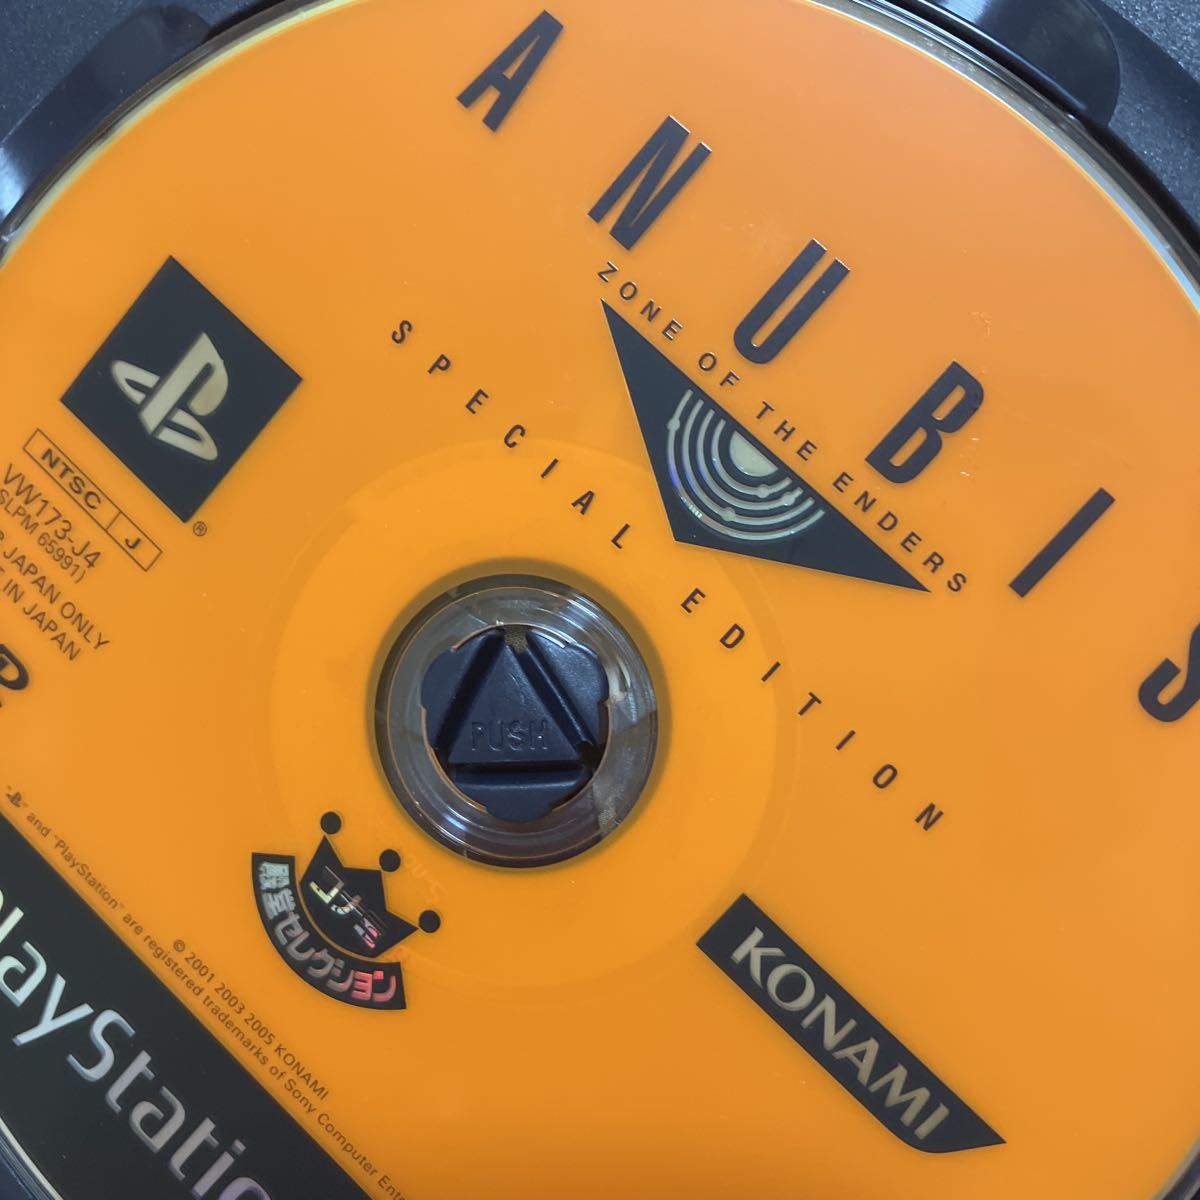 ANUBIS
ZONE OF THE ENDERS
SPECIAL EDITION
®
NTSC J
VW173-J4
SLPM 65991)
JAPAN ONLY
IN JAPAN
PUSH
コナミ
殿堂セレクション
KONAMI
and "PlayStation" are registered trademarks of Sony Computer
© 2001 2003 2005 KONAMI
PlayStation